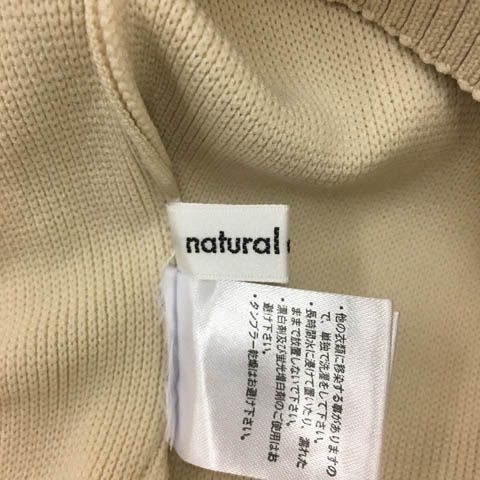 natural
・他の衣類に移染する事がありますの
で、単独で洗濯をして下さい。
・長時間水に浸けて置いたり、濡れた
ままで放置しないで下さい。
・漂白剤及び蛍光増白剤のご使用はお
避け下さい。
・タンブラー乾燥はお避け下さい。